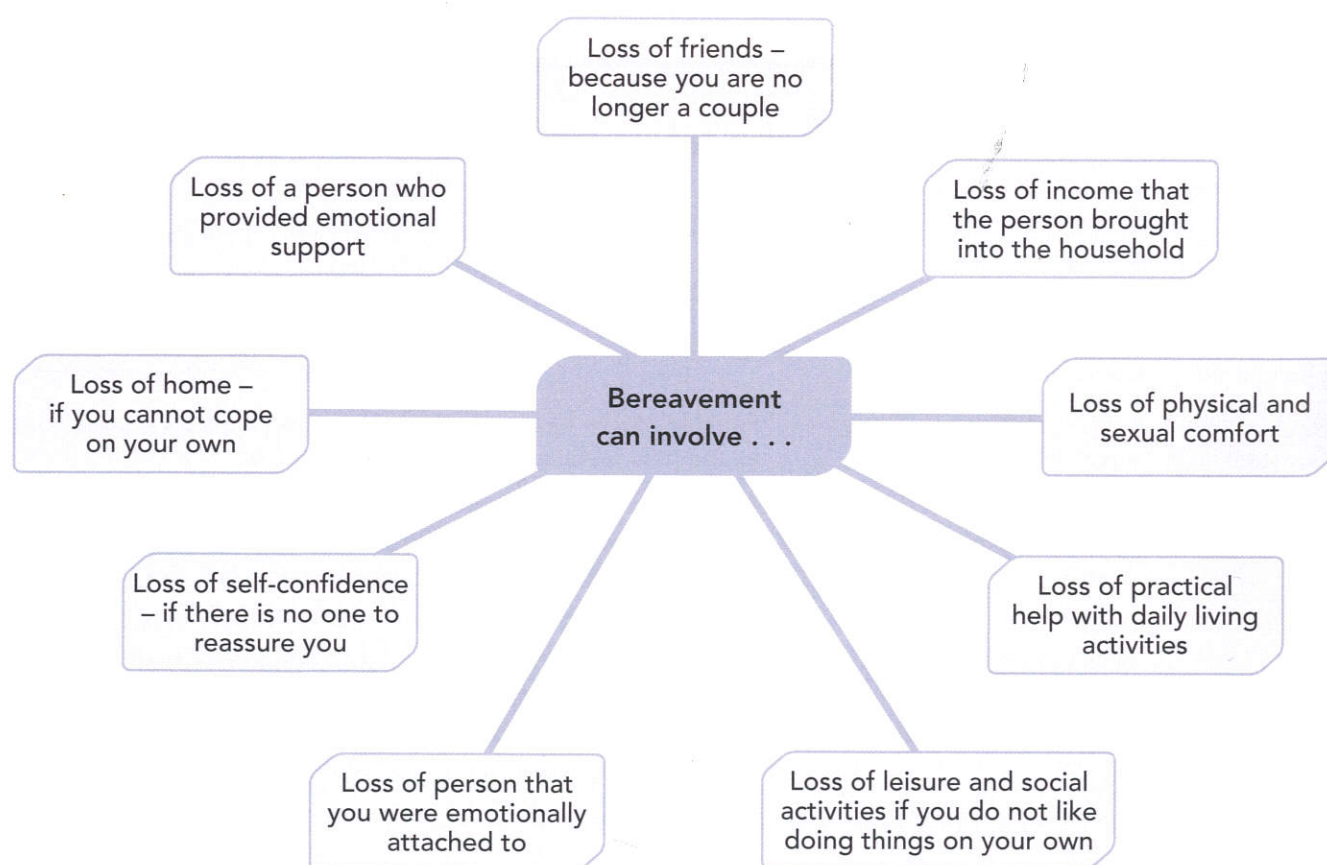 Loss of friends –
because you are no
longer a couple
Loss of a person who
provided emotional
support
Loss of income that
the person brought
into the household
Loss of home –
if you cannot cope
on your own
Bereavement
can involve . . .
Loss of physical and
sexual comfort
Loss of self-confidence
– if there is no one to
reassure you
Loss of practical
help with daily living
activities
Loss of person that
you were emotionally
attached to
Loss of leisure and social
activities if you do not like
doing things on your own